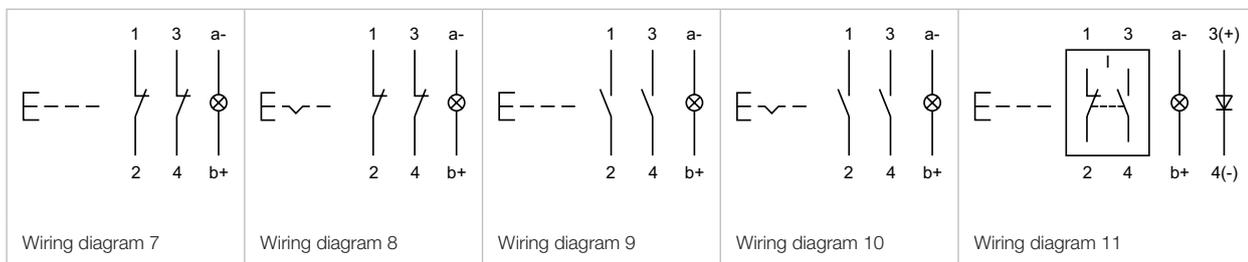 1 3 a- 1 3 a- 1 3 a- 1 3 a- 1 3 a- 3(+)
2 4 b+ 2 4 b+ 2 4 b+ 2 4 b+ 2 4 b+ 4(-)
Wiring diagram 7 Wiring diagram 8 Wiring diagram 9 Wiring diagram 10 Wiring diagram 11